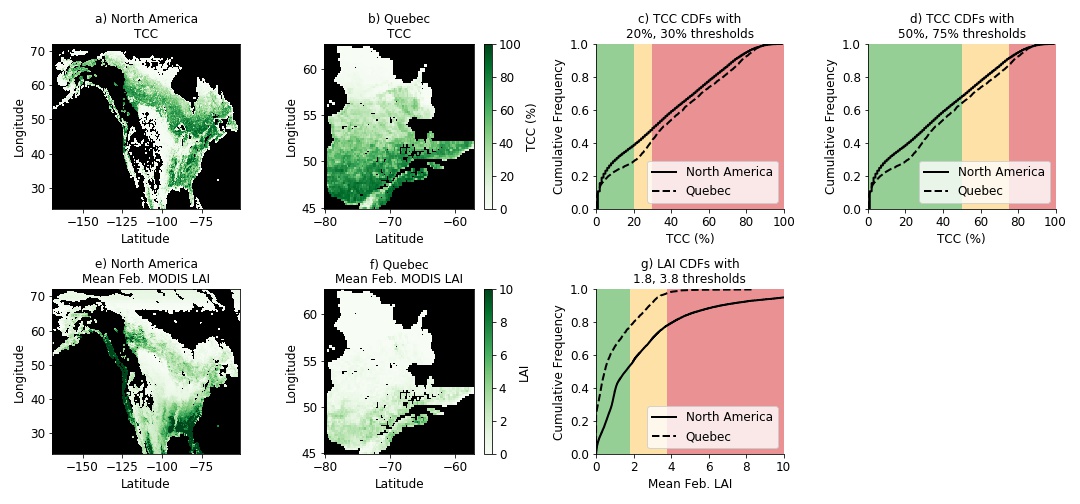 a) North America
TCC
70
60
50
40
30
−150
−125
−100
−75
Longitude
Latitude
b) Quebec
TCC
60
55
50
45
−80
−70
−60
Longitude
Latitude
100
80
60
40
20
0
TCC (%)
c) TCC CDFs with
20%, 30% thresholds
1.0
0.8
0.6
0.4
0.2
0.0
0
20
40
60
80
100
Cumulative Frequency
TCC (%)
North America
Quebec
d) TCC CDFs with
50%, 75% thresholds
1.0
0.8
0.6
0.4
0.2
0.0
0
20
40
60
80
100
Cumulative Frequency
TCC (%)
North America
Quebec
e) North America
Mean Feb. MODIS LAI
70
60
50
40
30
−150
−125
−100
−75
Longitude
Latitude
f) Quebec
Mean Feb. MODIS LAI
60
55
50
45
−80
−70
−60
Longitude
Latitude
10
8
6
4
2
0
LAI
g) LAI CDFs with
1.8, 3.8 thresholds
1.0
0.8
0.6
0.4
0.2
0.0
0
2
4
6
8
10
Cumulative Frequency
Mean Feb. LAI
North America
Quebec